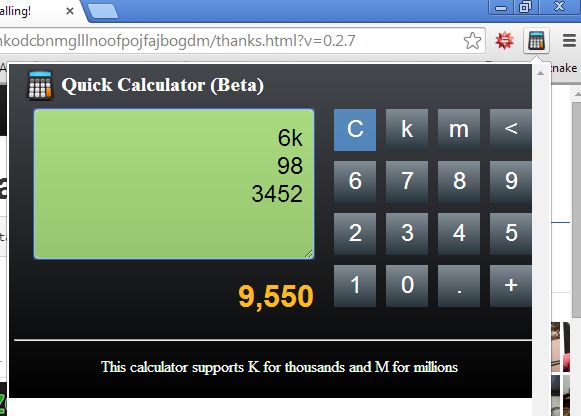 alling!
nkodcbnmglllnoofpojfajbogdm/thanks.html?v=0.2.7
Quick Calculator (Beta)
6k
98
3452
9,550
C k m <
6 7 8 9
2 3 4 5
1 0 . +
This calculator supports K for thousands and M for millions